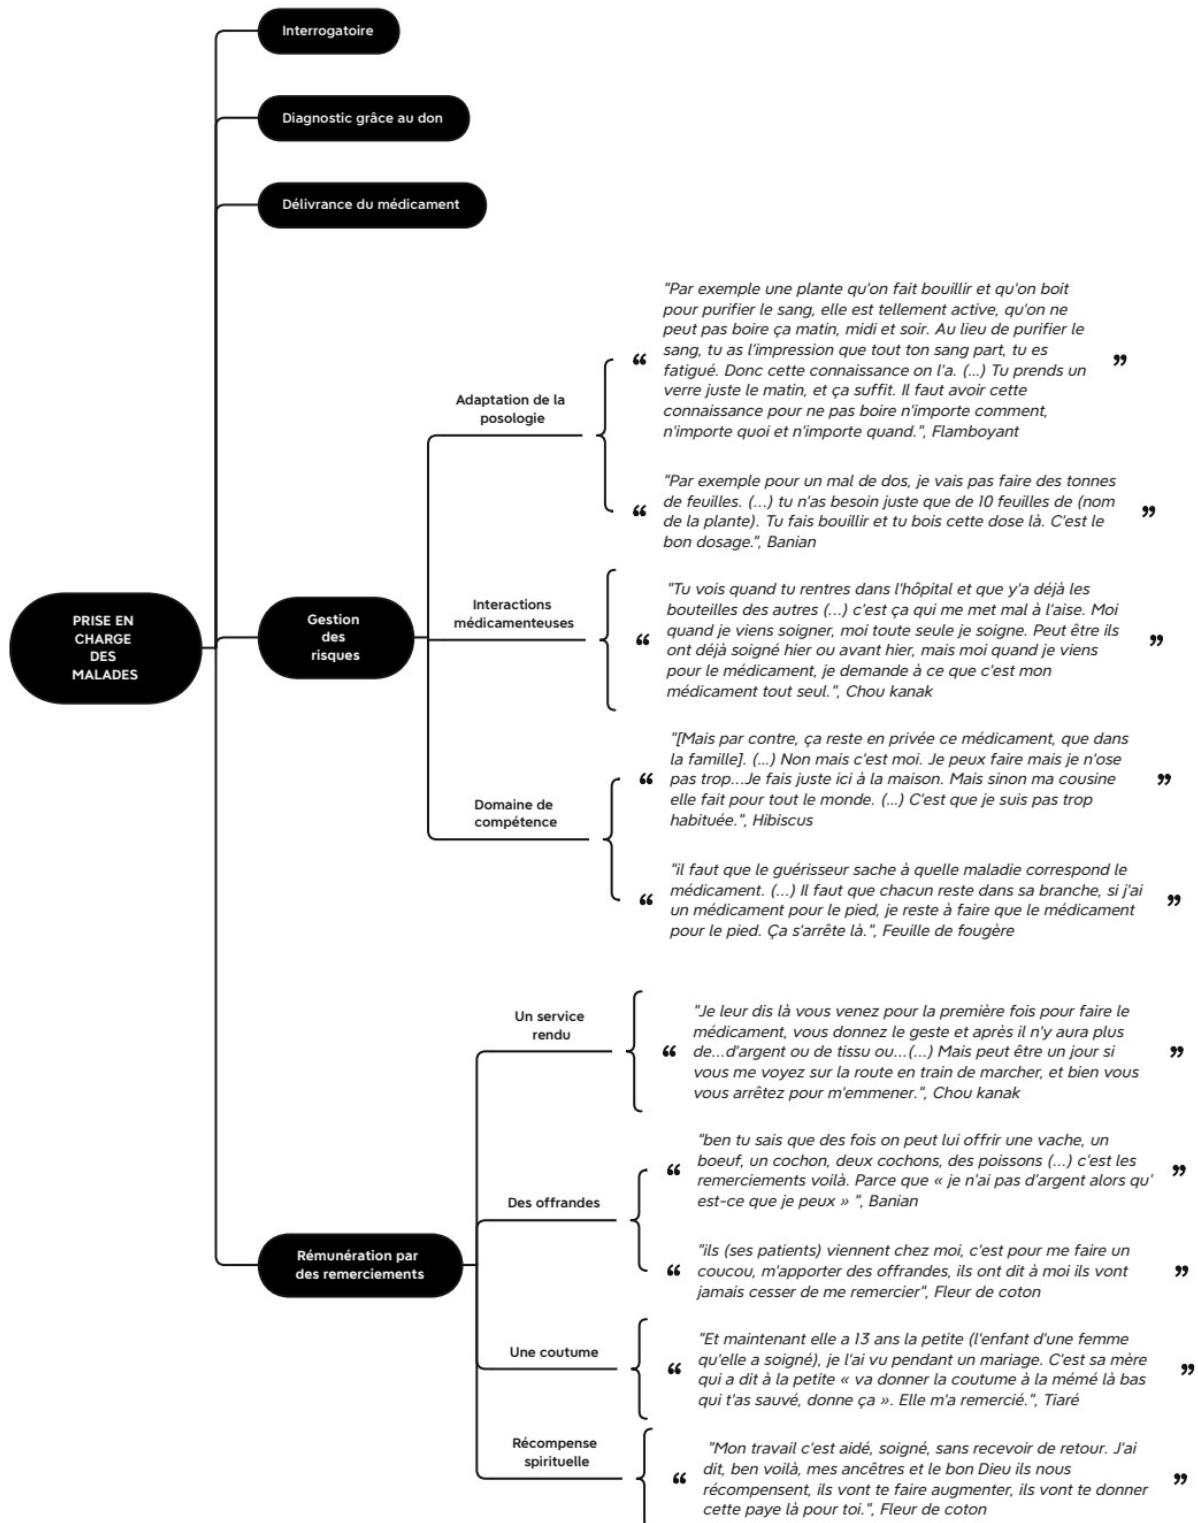 Interrogatoire
Diagnostic grâce au don
Délivrance du médicament
PRISE EN
CHARGE
DES
MALADES
Gestion
des
risques
Adaptation de la
posologie
“
"Par exemple une plante qu'on fait bouillir et qu'on boit
pour purifier le sang, elle est tellement active, qu'on ne
peut pas boire ça matin, midi et soir. Au lieu de purifier le
sang, tu as l'impression que tout ton sang part, tu es
fatigué. Donc cette connaissance on l'a. (...) Tu prends un
verre juste le matin, et ça suffit. Il faut avoir cette
connaissance pour ne pas boire n'importe comment,
n'importe quoi et n'importe quand.", Flamboyant
”
“
"Par exemple pour un mal de dos, je vais pas faire des tonnes
de feuilles. (...) tu n'as besoin juste que de 10 feuilles de (nom
de la plante). Tu fais bouillir et tu bois cette dose là. C'est le
bon dosage.", Banian
”
Interactions
médicamenteuses
“
"Tu vois quand tu rentres dans l'hôpital et que y'a déjà les
bouteilles des autres (...) c'est ça qui me met mal à l'aise. Moi
quand je viens soigner, moi toute seule je soigne. Peut être ils
ont déjà soigné hier ou avant hier, mais moi quand je viens
pour le médicament, je demande à ce que c'est mon
médicament tout seul.", Chou kanak
”
Domaine de
compétence
“
"[Mais par contre, ça reste en privée ce médicament, que dans
la famille]. (...) Non mais c'est moi. Je peux faire mais je n'ose
pas trop...Je fais juste ici à la maison. Mais sinon ma cousine
elle fait pour tout le monde. (...) C'est que je suis pas trop
habituée.", Hibiscus
”
“
"il faut que le guérisseur sache à quelle maladie correspond le
médicament. (...) Il faut que chacun reste dans sa branche, si j'ai
un médicament pour le pied, je reste à faire que le médicament
pour le pied. Ça s'arrête là.", Feuille de fougère
”
Rémunération par
des remerciements
Un service
rendu
“
"Je leur dis là vous venez pour la première fois pour faire le
médicament, vous donnez le geste et après il n'y aura plus
de...d'argent ou de tissu ou...(...) Mais peut être un jour si
vous me voyez sur la route en train de marcher, et bien vous
vous arrêtez pour m'emmener.", Chou kanak
”
Des offrandes
“
"ben tu sais que des fois on peut lui offrir une vache, un
boeuf, un cochon, deux cochons, des poissons (...) c'est les
remerciements voilà. Parce que « je n'ai pas d'argent alors qu'
est-ce que je peux » ", Banian
”
“
"ils (ses patients) viennent chez moi, c'est pour me faire un
coucou, m'apporter des offrandes, ils ont dit à moi ils vont
jamais cesser de me remercier", Fleur de coton
”
Une coutume
“
"Et maintenant elle a 13 ans la petite (l'enfant d'une femme
qu'elle a soigné), je l'ai vu pendant un mariage. C'est sa mère
qui a dit à la petite « va donner la coutume à la mémé là bas
qui t'as sauvé, donne ça ». Elle m'a remercié.", Tiaré
”
Récompense
spirituelle
“
"Mon travail c'est aidé, soigné, sans recevoir de retour. J'ai
dit, ben voilà, mes ancêtres et le bon Dieu ils nous
récompensent, ils vont te faire augmenter, ils vont te donner
cette paye là pour toi.", Fleur de coton
”